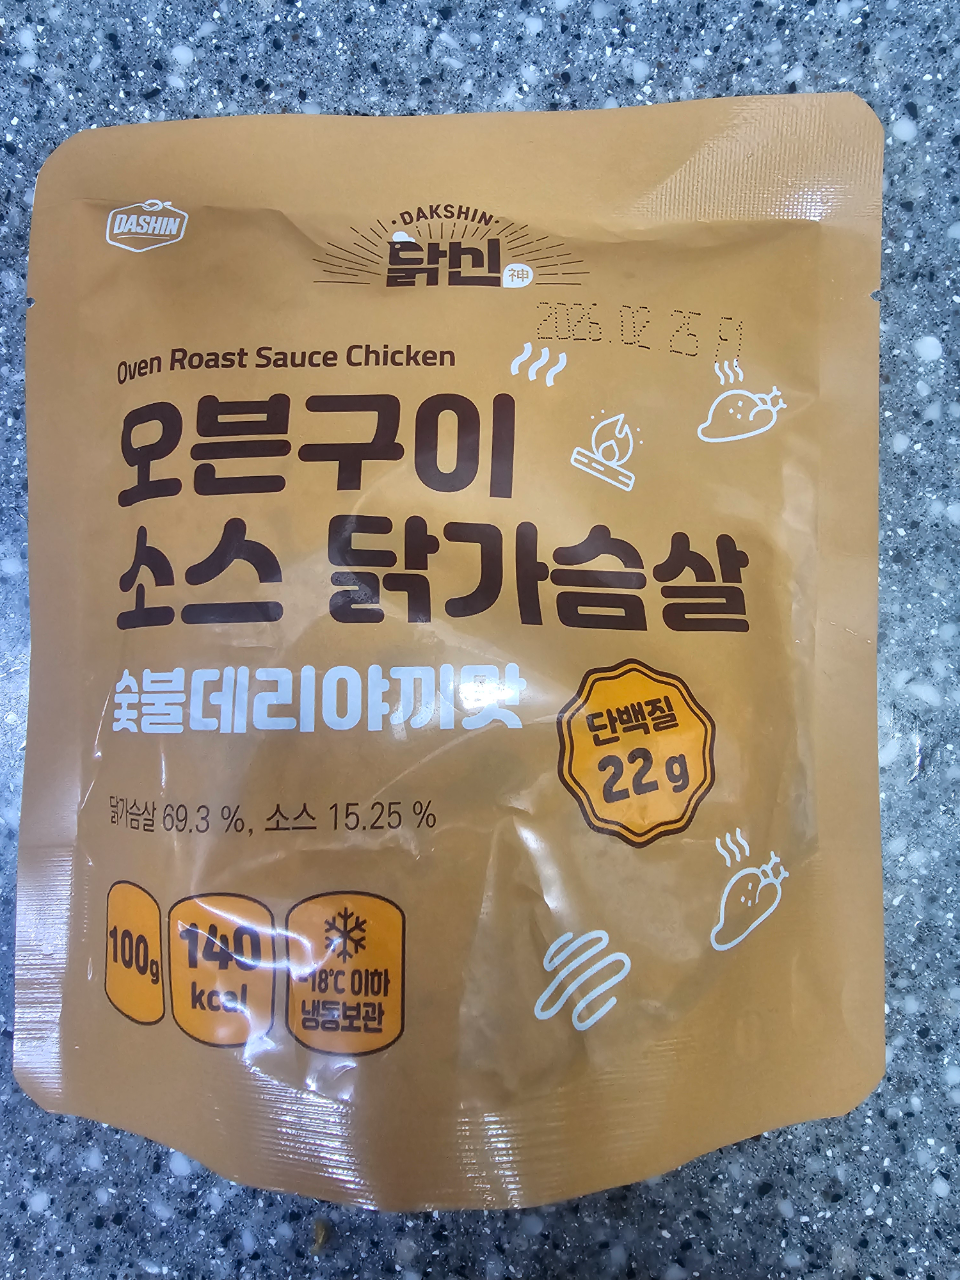 DASHIN
·DAKSHIN·
닭신 神
2026.02.25 F1
Oven Roast Sauce Chicken
오븐구이
소스 닭가슴살
숯불데리야끼맛
단백질
22g
닭가슴살 69.3 %, 소스 15.25 %
100g
140
kcal
-18℃ 이하
냉동보관